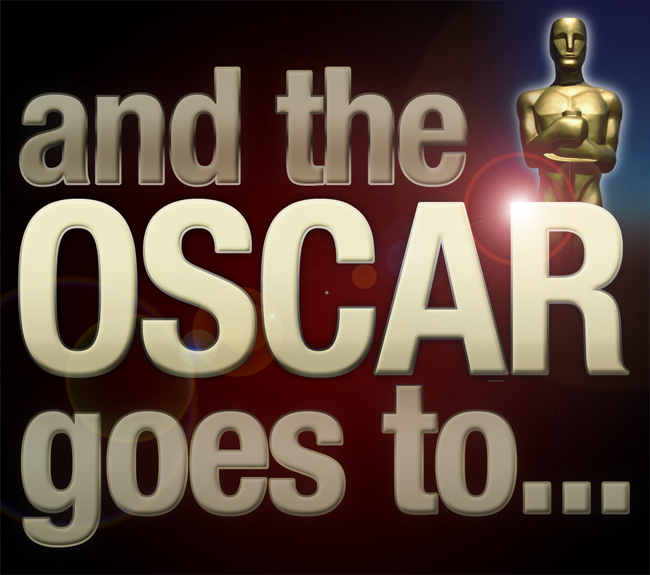 and the
OSCAR
goes to...